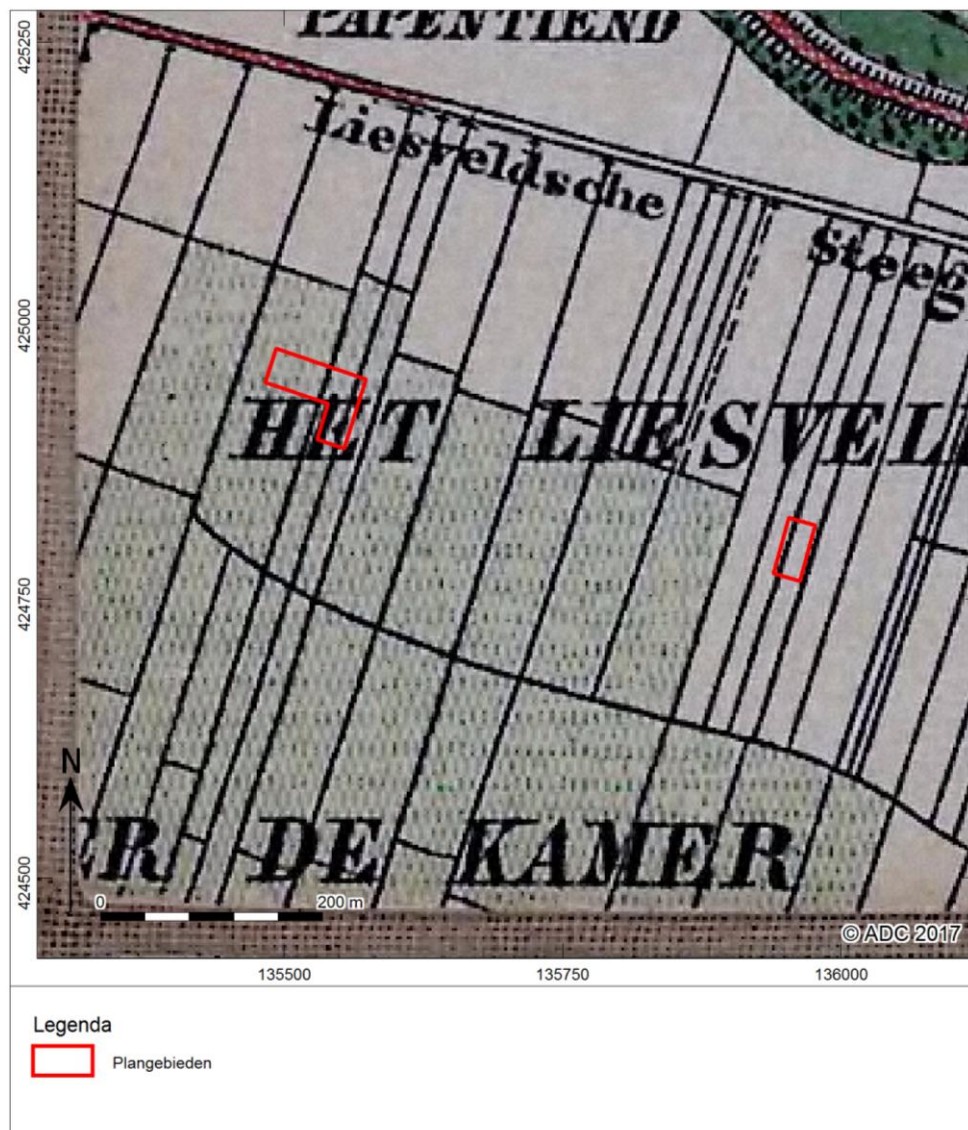 PAPENTIEND
Liesveldsche
Steeg
HET LIESVEL
ER DE KAMER
N
0 200 m
© ADC 2017
425250
425000
424750
424500
135500 135750 136000
Legenda
Plangebieden